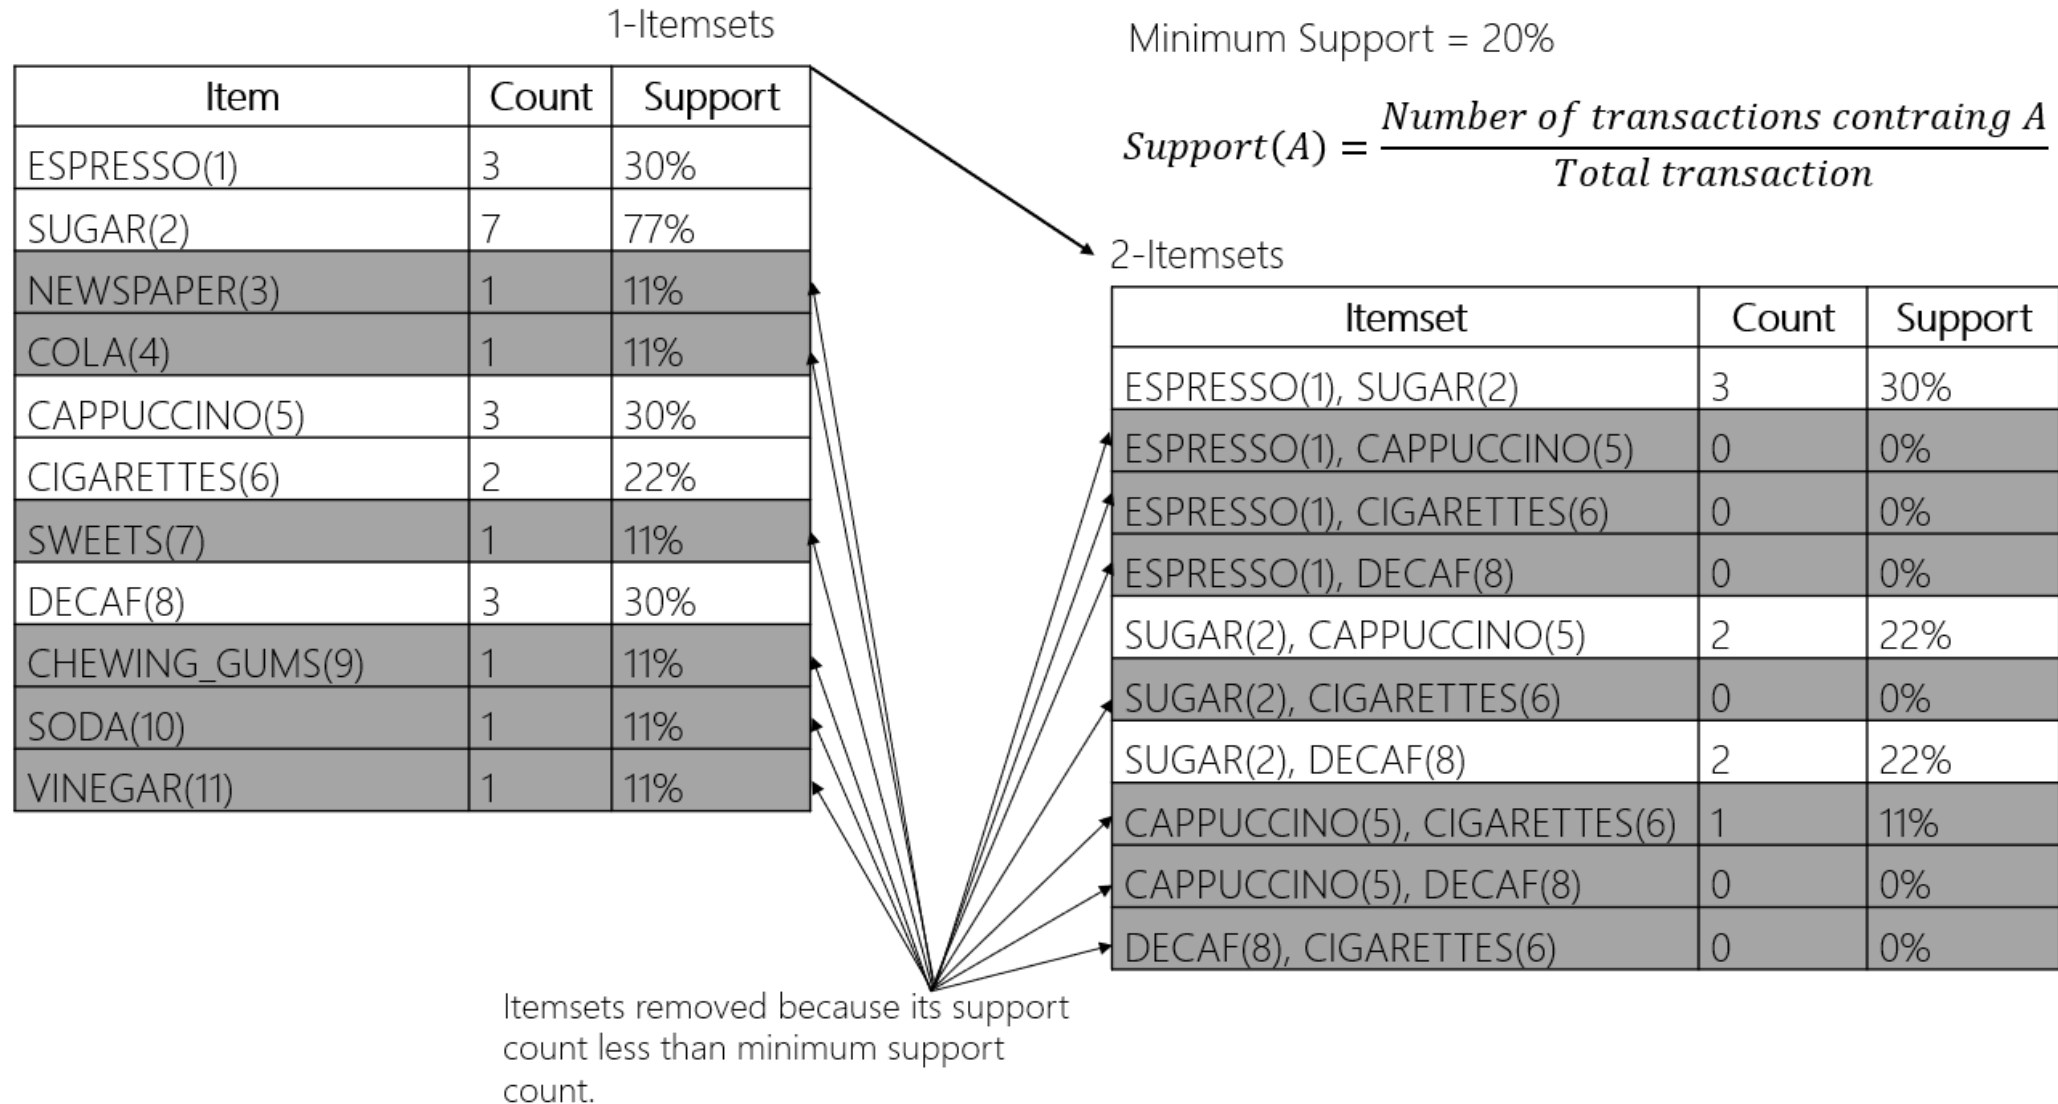 1-Itemsets
Item Count Support
ESPRESSO(1) 3 30%
SUGAR(2) 7 77%
NEWSPAPER(3) 1 11%
COLA(4) 1 11%
CAPPUCCINO(5) 3 30%
CIGARETTES(6) 2 22%
SWEETS(7) 1 11%
DECAF(8) 3 30%
CHEWING_GUMS(9) 1 11%
SODA(10) 1 11%
VINEGAR(11) 1 11%
Minimum Support = 20%
Number of transactions contraing A
Support(A) =
Total transaction
2-Itemsets
Itemset Count Support
ESPRESSO(1), SUGAR(2) 3 30%
ESPRESSO(1), CAPPUCCINO(5) 0 0%
ESPRESSO(1), CIGARETTES(6) 0 0%
ESPRESSO(1), DECAF(8) 0 0%
SUGAR(2), CAPPUCCINO(5) 2 22%
SUGAR(2), CIGARETTES(6) 0 0%
SUGAR(2), DECAF(8) 2 22%
CAPPUCCINO(5), CIGARETTES(6) 1 11%
CAPPUCCINO(5), DECAF(8) 0 0%
DECAF(8), CIGARETTES(6) 0 0%
Itemsets removed because its support
count less than minimum support
count.